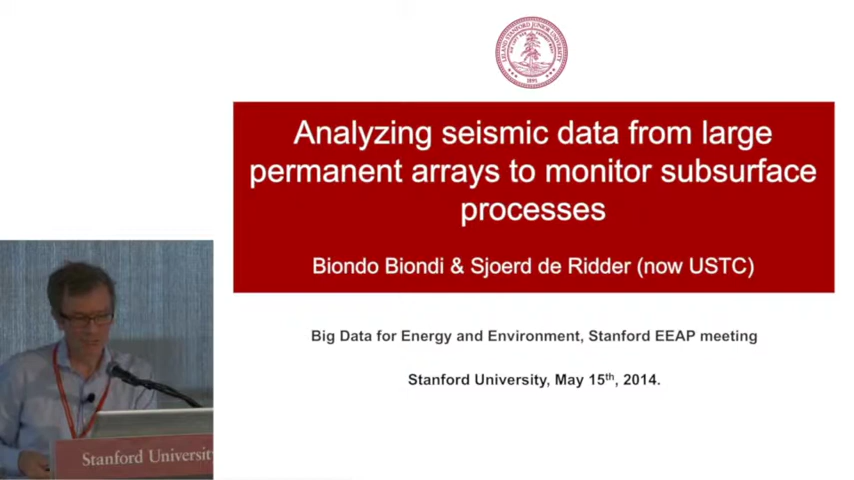 Analyzing seismic data from large
permanent arrays to monitor subsurface
processes
Biondo Biondi & Sjoerd de Ridder (now USTC)
Big Data for Energy and Environment, Stanford EEAP meeting
Stanford University, May 15th, 2014.
Stanford Universit
1891